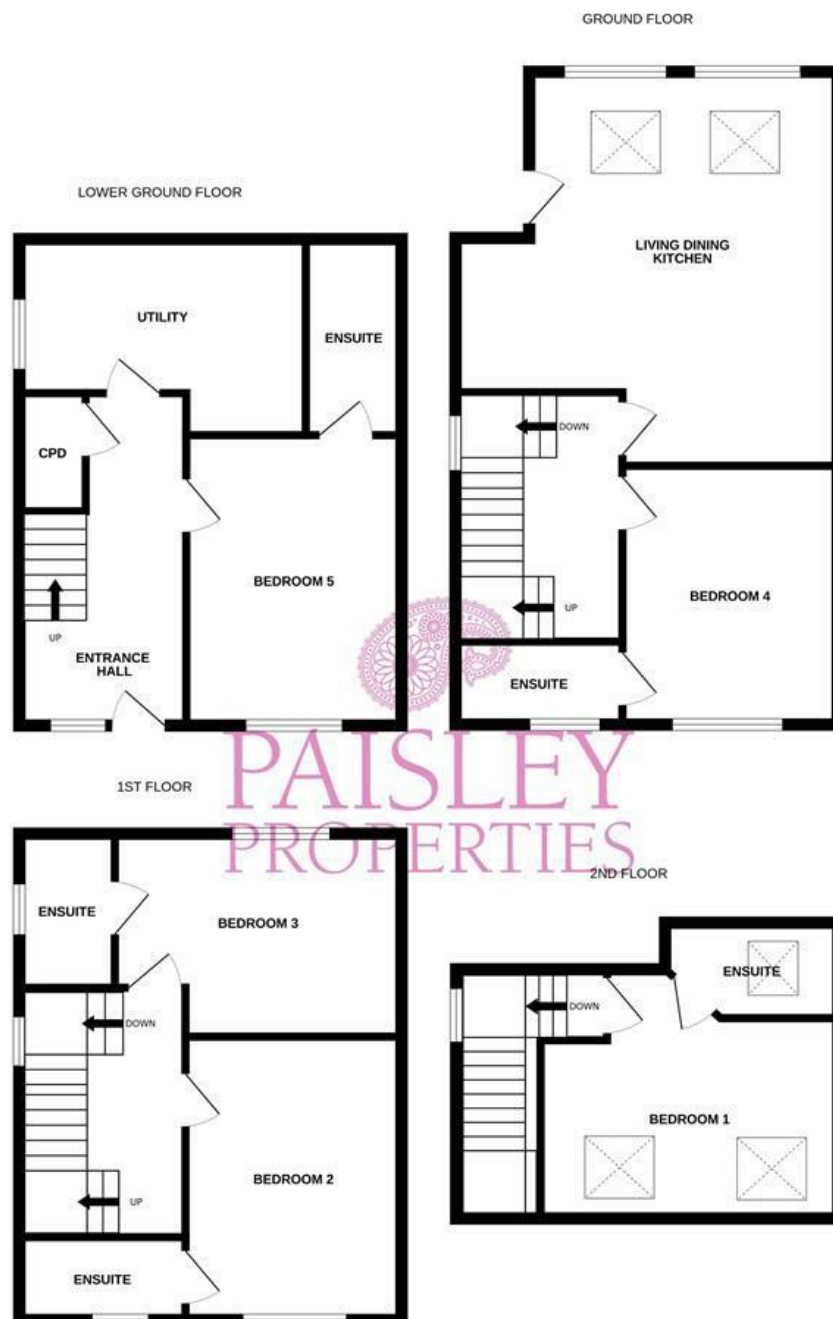 GROUND FLOOR
LIVING DINING
KITCHEN
DOWN
UP
BEDROOM 4
ENSUITE
LOWER GROUND FLOOR
UTILITY
ENSUITE
CPD
BEDROOM 5
UP
ENTRANCE
HALL
PAISLEY
PROPERTIES
1ST FLOOR
ENSUITE
BEDROOM 3
DOWN
BEDROOM 2
UP
ENSUITE
2ND FLOOR
ENSUITE
DOWN
BEDROOM 1